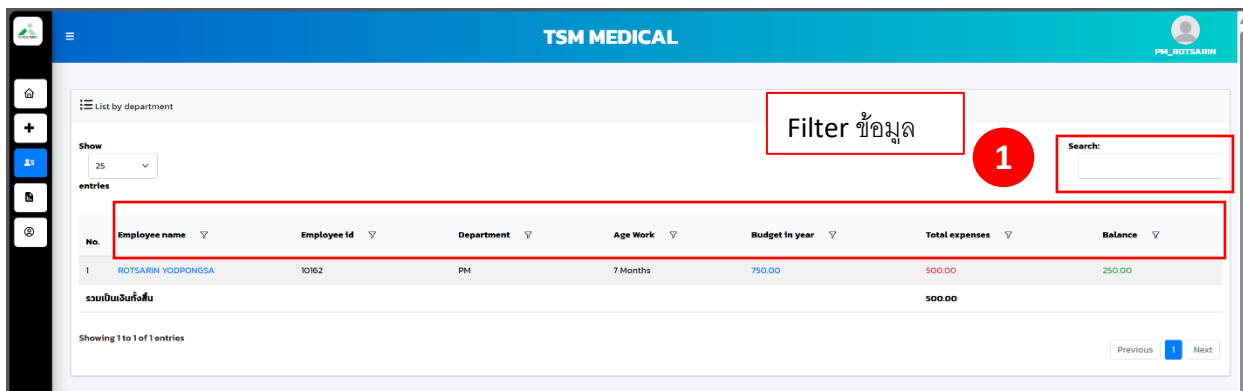 TSM MEDICAL
PM_ROTSARIN
List by department
Filter ข้อมูล
1
Show
Search:
25
entries
No. Employee name Employee id Department Age Work Budget in year Total expenses Balance
1 ROTSARIN YODPONGSA 10162 PM 7 Months 750.00 500.00 250.00
รวมเป็นเงินทั้งสิ้น 500.00
Showing 1 to 1 of 1 entries
Previous 1 Next